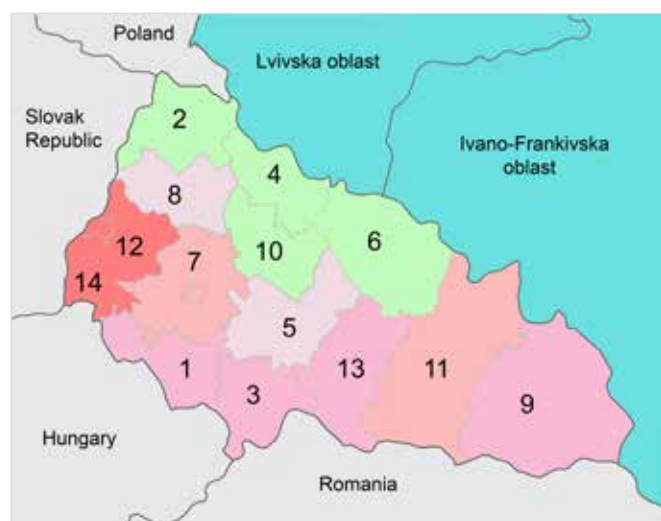 Poland
Lvivska oblast
Slovak
Republic
2
Ivano-Frankivska
oblast
4
8
12
10
6
7
14
5
1
13
11
3
9
Hungary
Romania